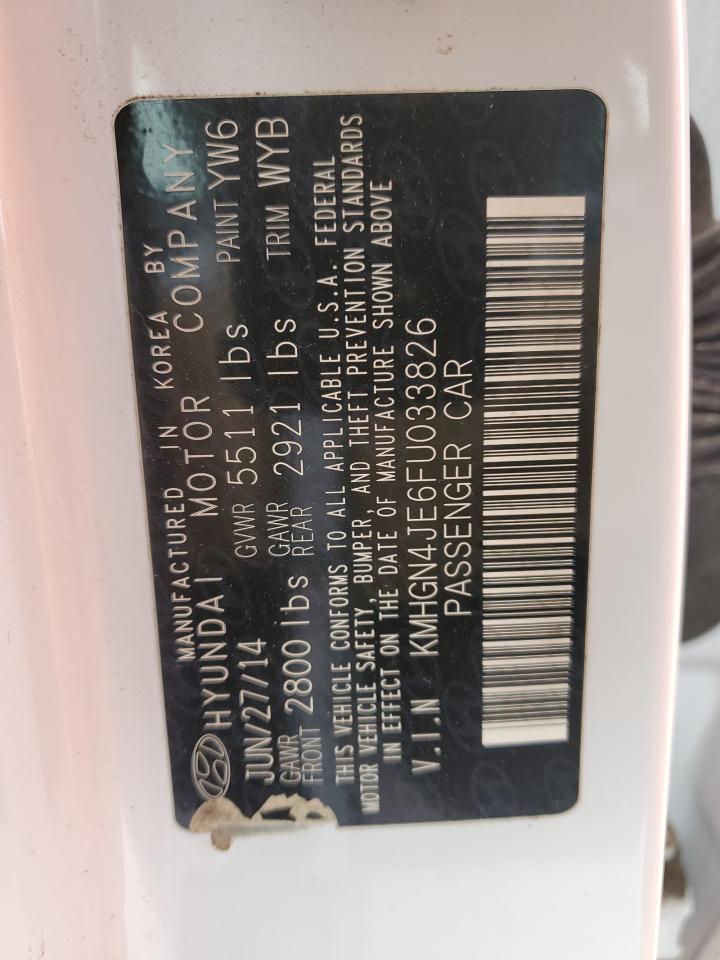 MANUFACTURED IN KOREA BY
HYUNDAI MOTOR COMPANY
JUN/27/14 GVWR 5511 lbs PAINT YW6
GAWR FRONT 2800 lbs GAWR REAR 2921 lbs TRIM WYB
THIS VEHICLE CONFORMS TO ALL APPLICABLE U.S.A. FEDERAL
MOTOR VEHICLE SAFETY, BUMPER, AND THEFT PREVENTION STANDARDS
IN EFFECT ON THE DATE OF MANUFACTURE SHOWN ABOVE
V.I.N KMHGN4JE6FU033826
PASSENGER CAR